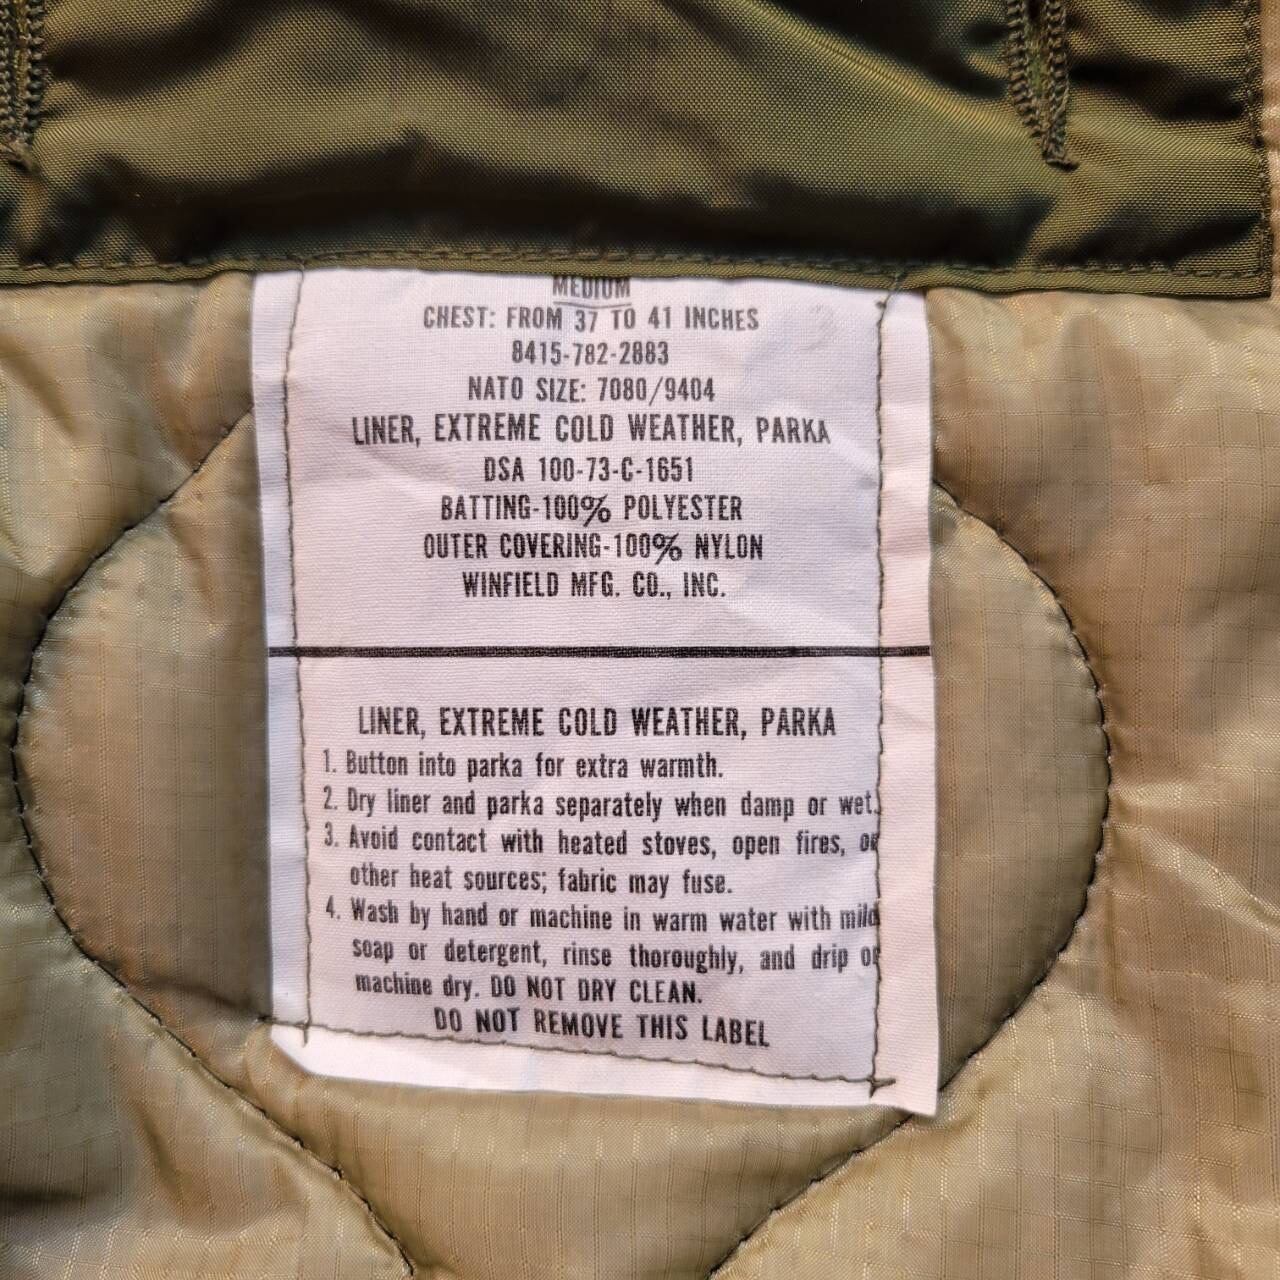 MEDIUM
CHEST: FROM 37 TO 41 INCHES
8415-782-2883
NATO SIZE: 7080/9404
LINER, EXTREME COLD WEATHER, PARKA
DSA 100-73-C-1651
BATTING-100% POLYESTER
OUTER COVERING-100% NYLON
WINFIELD MFG. CO., INC.
LINER, EXTREME COLD WEATHER, PARKA
1. Button into parka for extra warmth.
2. Dry liner and parka separately when damp or wet.
3. Avoid contact with heated stoves, open fires, or
other heat sources; fabric may fuse.
4. Wash by hand or machine in warm water with mild
soap or detergent, rinse thoroughly, and drip or
machine dry. DO NOT DRY CLEAN.
DO NOT REMOVE THIS LABEL